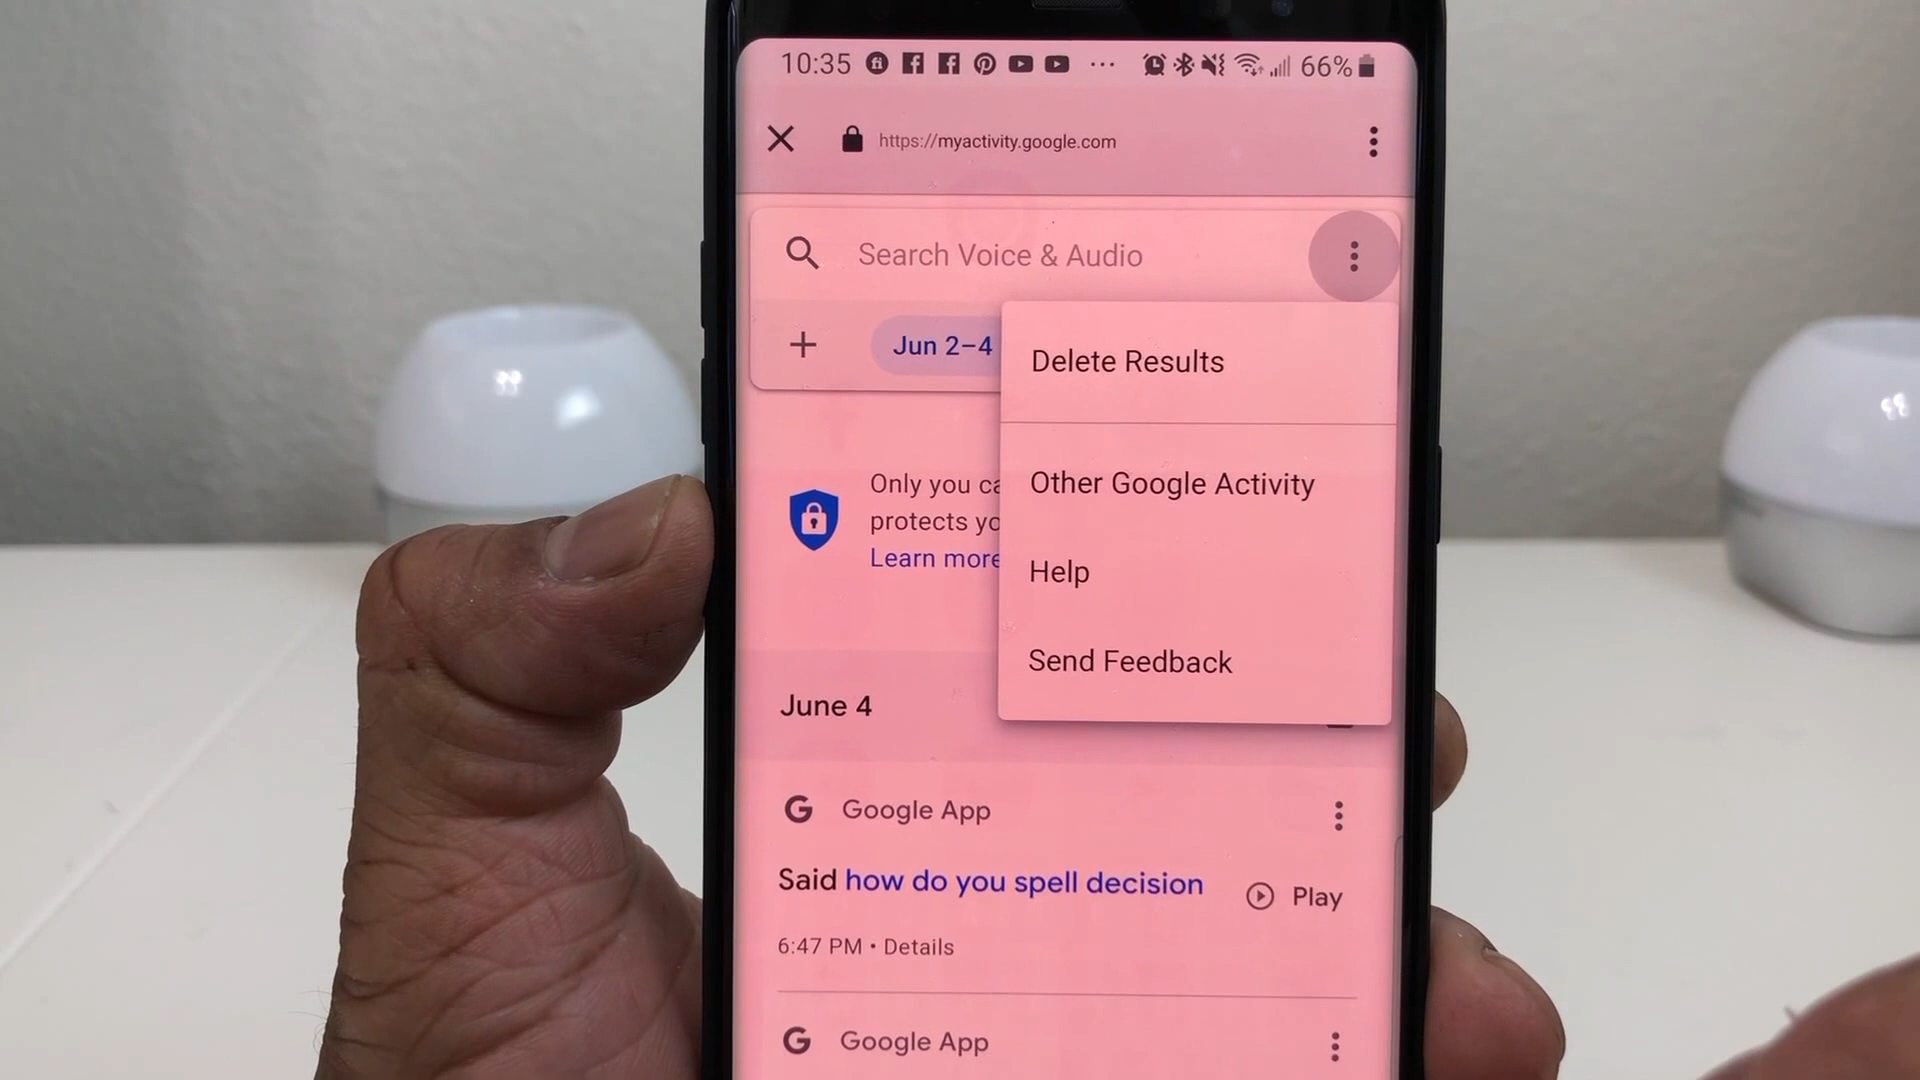 10:35 66%
https://myactivity.google.com
Search Voice & Audio
Jun 2–4
Delete Results
Other Google Activity
Help
Send Feedback
Only you ca
protects yo
Learn more
June 4
Google App
Said how do you spell decision
Play
6:47 PM • Details
Google App